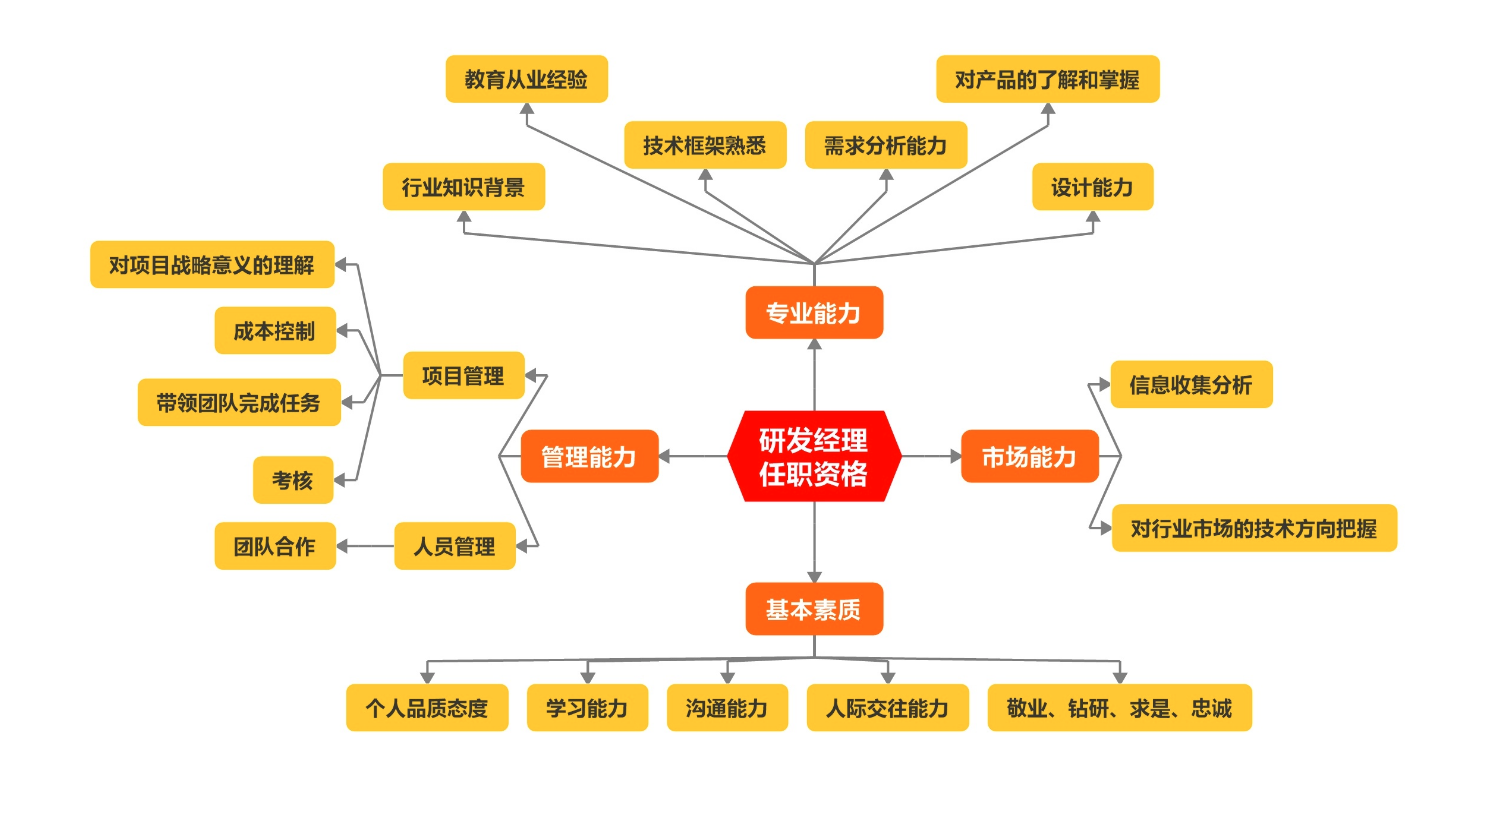 教育从业经验
对产品的了解和掌握
技术框架熟悉
需求分析能力
行业知识背景
设计能力
对项目战略意义的理解
专业能力
成本控制
项目管理
信息收集分析
带领团队完成任务
研发经理
任职资格
管理能力
市场能力
考核
对行业市场的技术方向把握
团队合作
人员管理
基本素质
个人品质态度
学习能力
沟通能力
人际交往能力
敬业、钻研、求是、忠诚